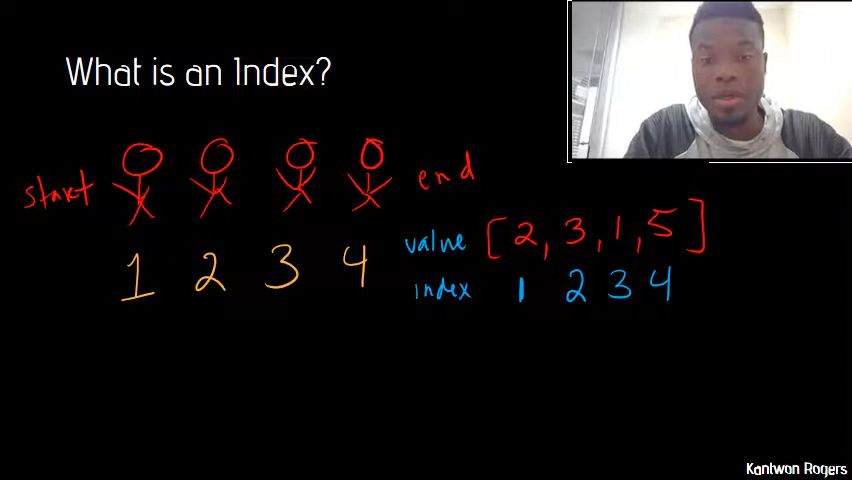 What is an Index?
start end
1 2 3 4
value [2, 3, 1, 5]
index 1 2 3 4
Kantwon Rogers